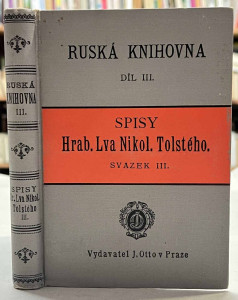 RUSKÁ KNIHOVNA
DÍL III.
SPISY
Hrab. Lva Nikol. Tolstého.
SVAZEK III.
Vydavatel J. Otto v Praze
RUSKÁ
KNIHOVNA
III.
SPISY
Hr. Lva Nikol.
Tolstého
III.